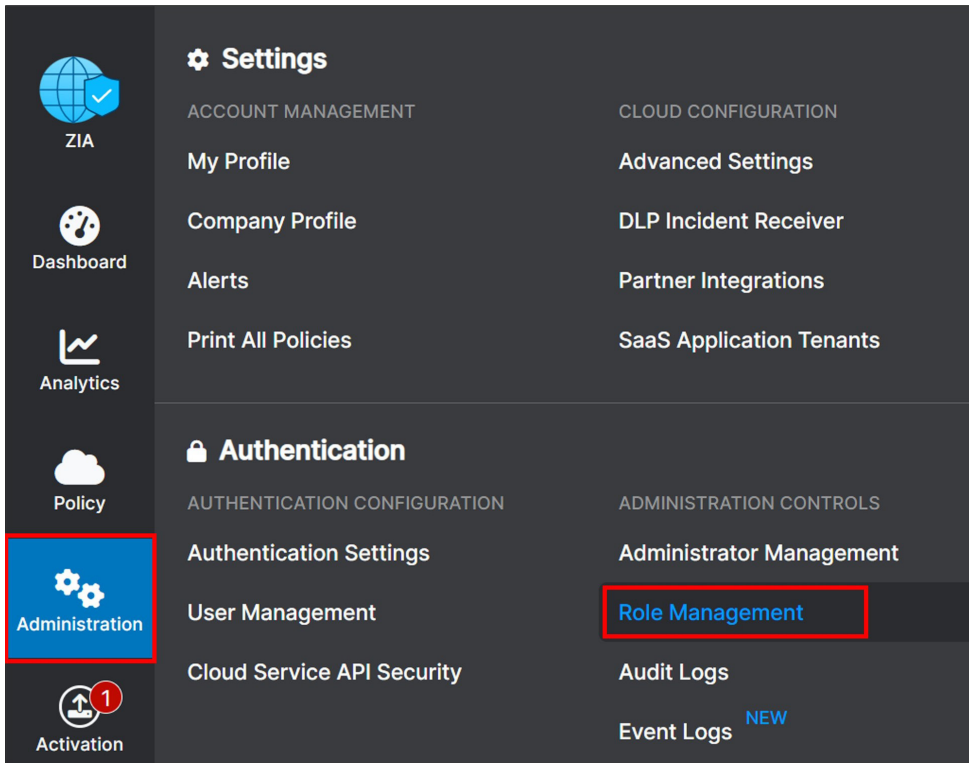 ZIA
Dashboard
Analytics
Policy
Administration
1
Activation
Settings
ACCOUNT MANAGEMENT
My Profile
Company Profile
Alerts
Print All Policies
CLOUD CONFIGURATION
Advanced Settings
DLP Incident Receiver
Partner Integrations
SaaS Application Tenants
Authentication
AUTHENTICATION CONFIGURATION
Authentication Settings
User Management
Cloud Service API Security
ADMINISTRATION CONTROLS
Administrator Management
Role Management
Audit Logs
Event Logs NEW